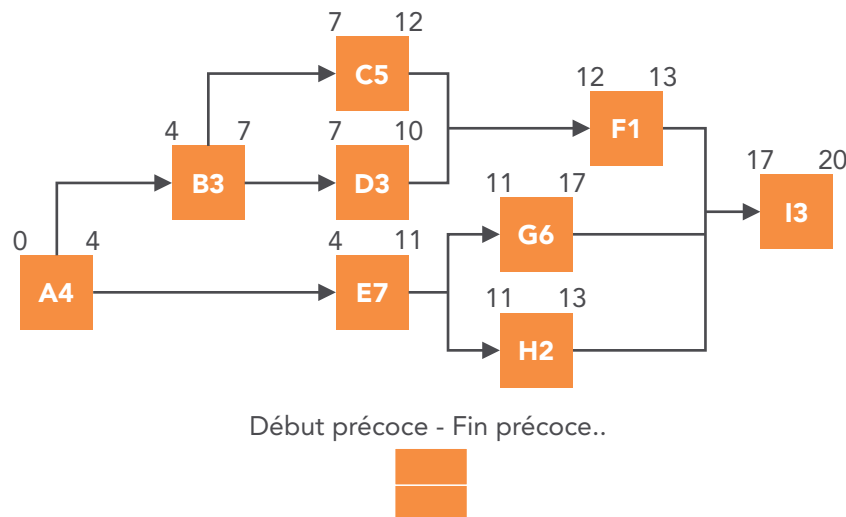 7 12
C5
12 13
F1
4 7
B3
7 10
D3
17 20
I3
11 17
G6
0 4
A4
4 11
E7
11 13
H2
Début précoce - Fin précoce..